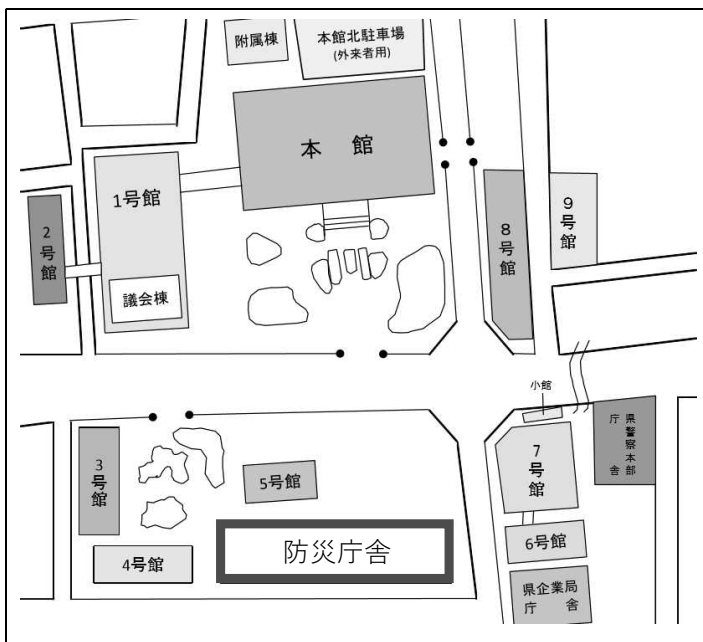 附属棟
本館北駐車場
(外来者用)
本 館
1号館
2号館
議会棟
8号館
9号館
小館
県警察本部
庁舎
7号館
3号館
5号館
6号館
防災庁舎
4号館
県企業局
庁 舎